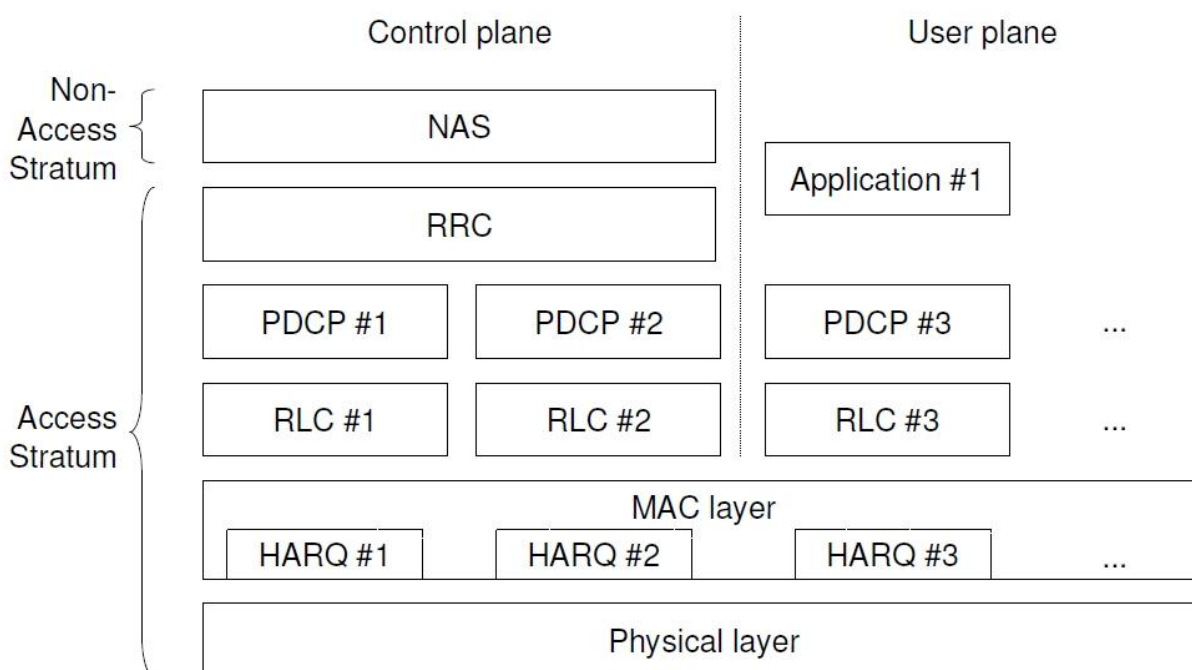 Control plane
User plane
Non-
Access
Stratum
NAS
Application #1
RRC
PDCP #1
PDCP #2
PDCP #3
...
Access
Stratum
RLC #1
RLC #2
RLC #3
...
MAC layer
HARQ #1
HARQ #2
HARQ #3
...
Physical layer